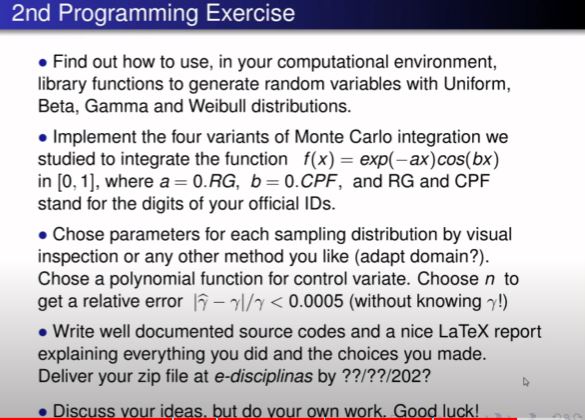 2nd Programming Exercise
• Find out how to use, in your computational environment,
library functions to generate random variables with Uniform,
Beta, Gamma and Weibull distributions.
• Implement the four variants of Monte Carlo integration we
studied to integrate the function f(x) = exp(−ax)cos(bx)
in [0, 1], where a = 0.RG, b = 0.CPF, and RG and CPF
stand for the digits of your official IDs.
• Chose parameters for each sampling distribution by visual
inspection or any other method you like (adapt domain?).
Chose a polynomial function for control variate. Choose n to
get a relative error |γ̂ − γ|/γ < 0.0005 (without knowing γ!)
• Write well documented source codes and a nice LaTeX report
explaining everything you did and the choices you made.
Deliver your zip file at e-disciplinas by ??/??/202?
• Discuss your ideas, but do your own work. Good luck!